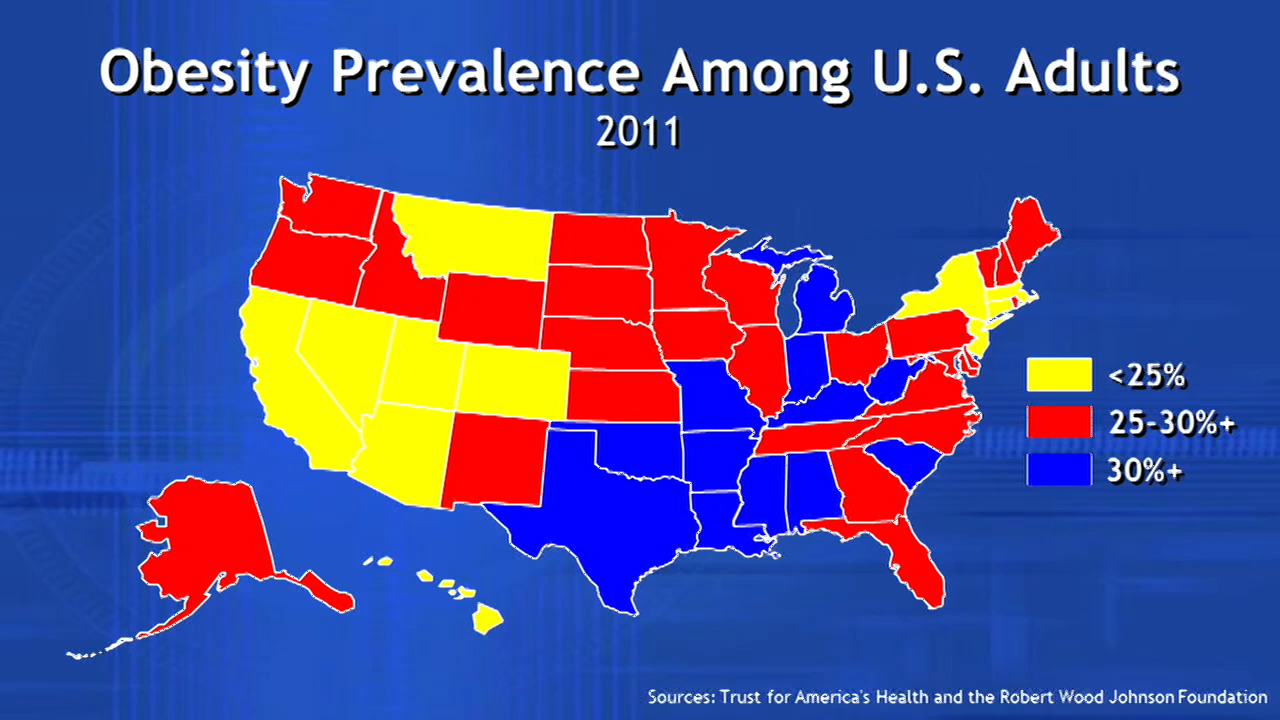 Obesity Prevalence Among U.S. Adults
2011
<25%
25-30%+
30%+
Sources: Trust for America's Health and the Robert Wood Johnson Foundation